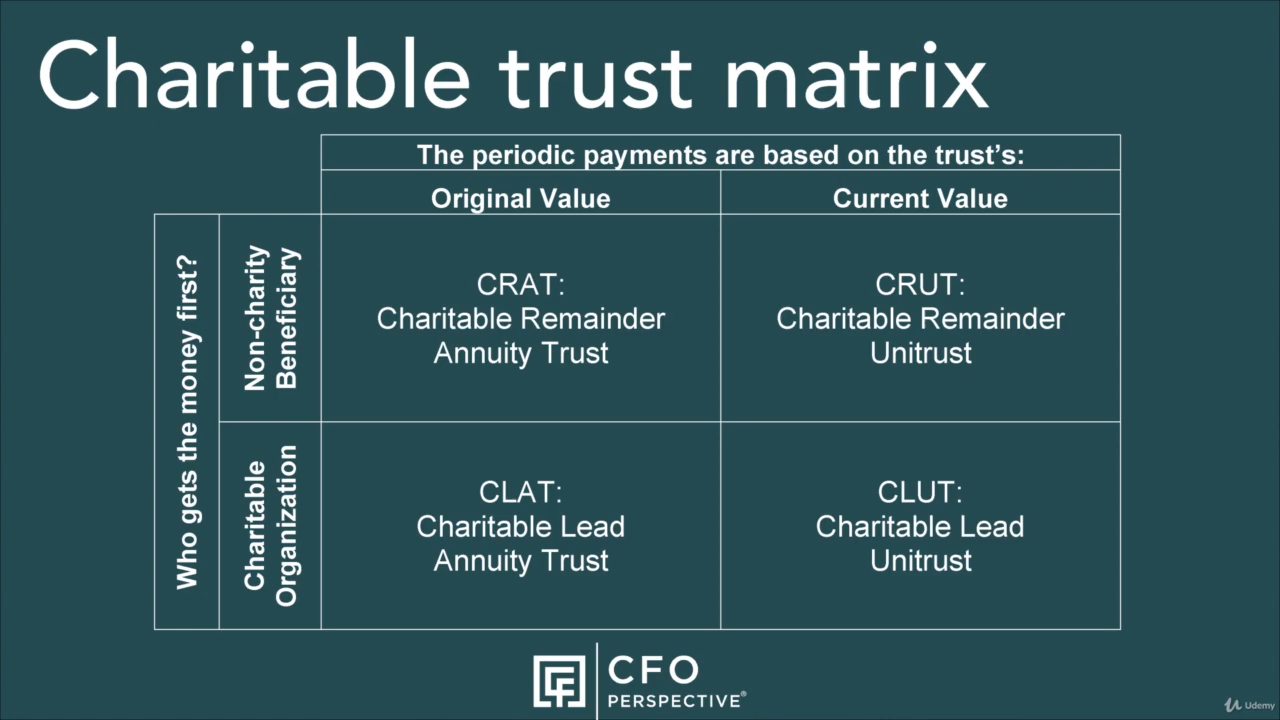 Charitable trust matrix
The periodic payments are based on the trust's:
Original Value
Current Value
Who gets the money first?
Non-charity
Beneficiary
CRAT:
Charitable Remainder
Annuity Trust
CRUT:
Charitable Remainder
Unitrust
Charitable
Organization
CLAT:
Charitable Lead
Annuity Trust
CLUT:
Charitable Lead
Unitrust
CFO
PERSPECTIVE®
Udemy